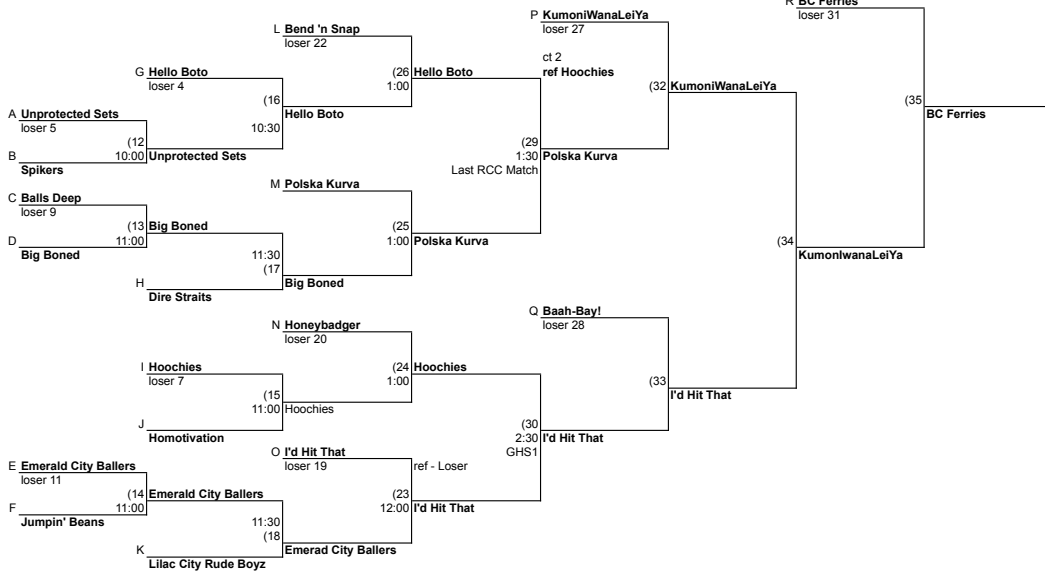 R BC Ferries
loser 31
P KumoniWanaLeiYa
loser 27
L Bend 'n Snap
loser 22
ct 2
ref Hoochies
G Hello Boto
loser 4
(26 Hello Boto
1:00
(32 KumoniWanaLeiYa
(16
Hello Boto
10:30
(35
BC Ferries
A Unprotected Sets
loser 5
(12
10:00 Unprotected Sets
B
Spikers
(29
1:30 Polska Kurva
Last RCC Match
M Polska Kurva
C Balls Deep
loser 9
(13 Big Boned
11:00
D
Big Boned
(25
1:00 Polska Kurva
11:30
(17
Big Boned
H
Dire Straits
(34
KumonIwanaLeiYa
Q Baah-Bay!
loser 28
N Honeybadger
loser 20
I Hoochies
loser 7
(24 Hoochies
1:00
(33
I'd Hit That
(15
11:00 Hoochies
J
Homotivation
(30
2:30 I'd Hit That
GHS1
O I'd Hit That
loser 19
ref - Loser
E Emerald City Ballers
loser 11
(14 Emerald City Ballers
11:00
F
Jumpin' Beans
(23
12:00 I'd Hit That
11:30
(18
Emerad City Ballers
K
Lilac City Rude Boyz